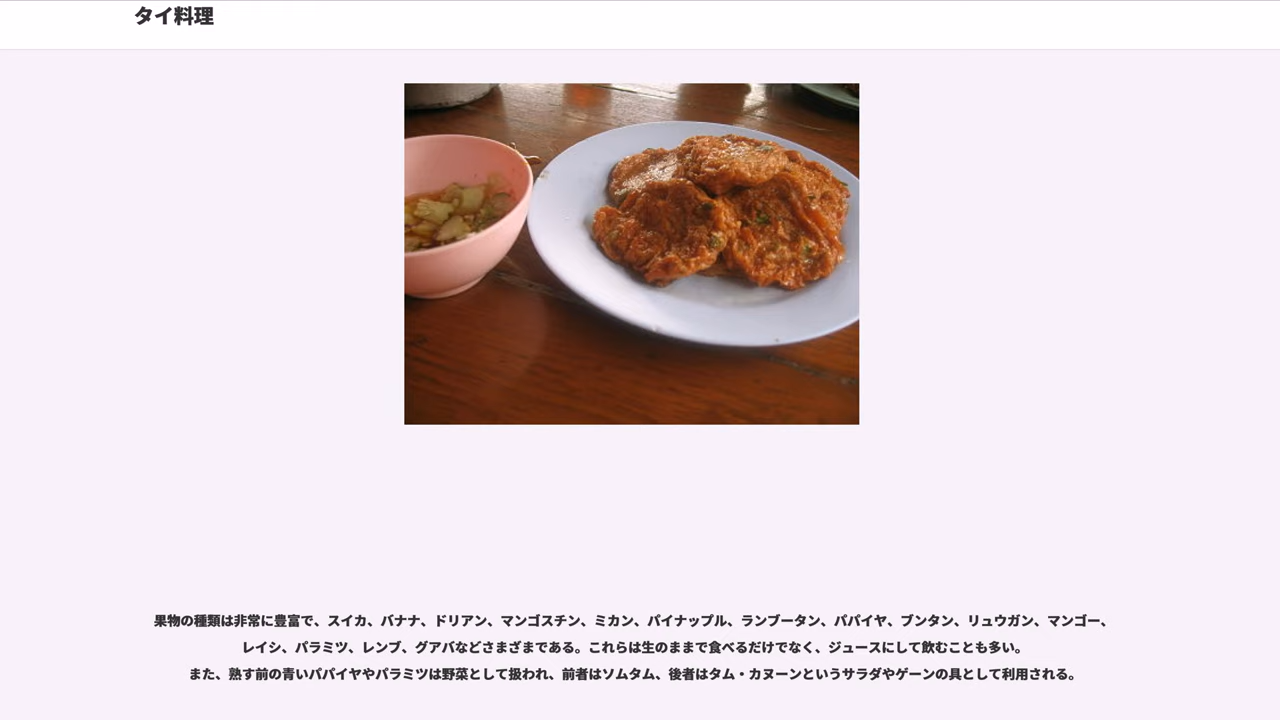 タイ料理
果物の種類は非常に豊富で、スイカ、バナナ、ドリアン、マンゴスチン、ミカン、パイナップル、ランブータン、パパイヤ、ブンタン、リュウガン、マンゴー、
レイシ、パラミツ、レンブ、グアバなどさまざまである。これらは生のままで食べるだけでなく、ジュースにして飲むことも多い。
また、熟す前の青いパパイヤやパラミツは野菜として扱われ、前者はソムタム、後者はタム・カヌーンというサラダやゲーンの具として利用される。